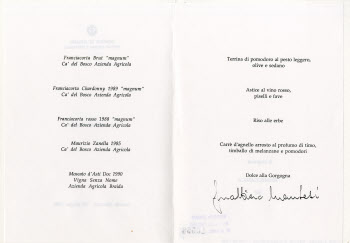 Franciacorta Brut "magnum"
Ca' del Bosco Azienda Agricola
Franciacorta Chardonnay 1989 "magnum"
Ca' del Bosco Azienda Agricola
Franciacorta rosso 1988 "magnum"
Ca' del Bosco Azienda Agricola
Maurizio Zanella 1985
Ca' del Bosco Azienda Agricola
Moscato d'Asti Doc 1990
Vigna Senza Nome
Azienda Agricola Braida
Terrina di pomodoro al pesto leggero,
olive e sedano
Astice al vino rosso,
piselli e fave
Riso alle erbe
Carré d'agnello arrosto al profumo di timo,
timballo di melanzane e pomodori
Dolce alla Gorgogna
Gualtiero Marchesi